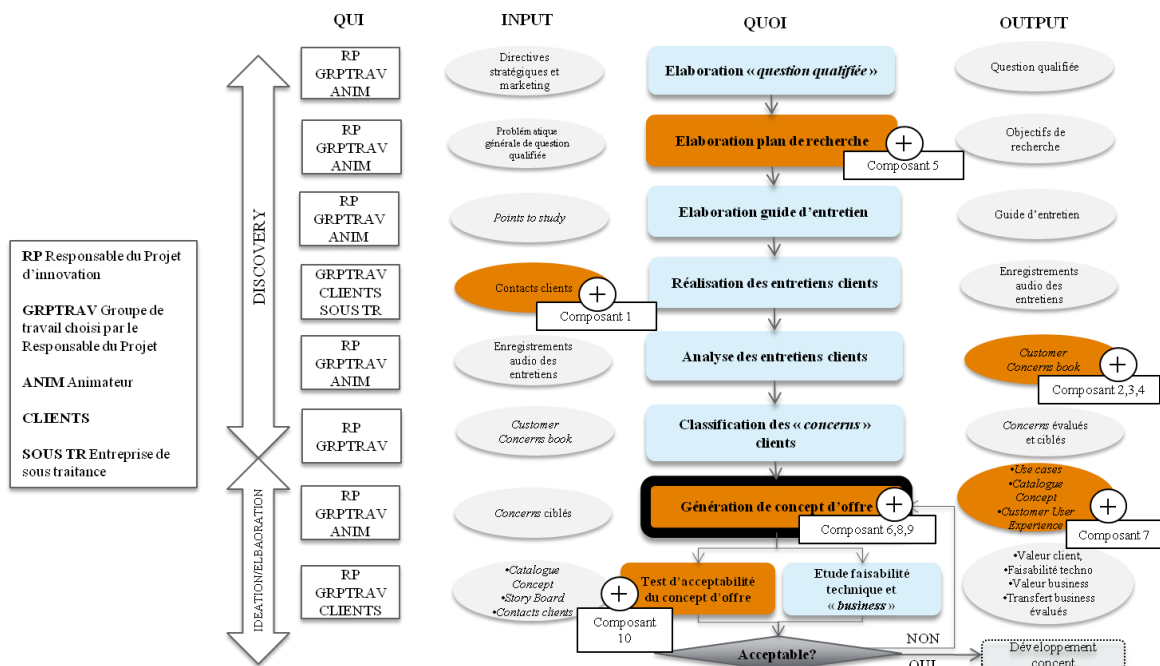 QUI
INPUT
QUOI
OUTPUT
RP
GRPTRAV
ANIM
Directives
stratégiques et
marketing
Elaboration « question qualifiée »
Question qualifiée
RP
GRPTRAV
ANIM
Problématique
générale de question
qualifiée
Elaboration plan de recherche
+
Composant 5
Objectifs de
recherche
RP
GRPTRAV
ANIM
Points to study
Elaboration guide d'entretien
Guide d'entretien
GRPTRAV
CLIENTS
SOUS TR
Contacts clients
+
Composant 1
Réalisation des entretiens clients
Enregistrements
audio des
entretiens
RP
GRPTRAV
ANIM
Enregistrements
audio des
entretiens
Analyse des entretiens clients
Customer
Concerns book
+
Composant 2,3,4
RP
GRPTRAV
Customer
Concerns book
Classification des « concerns »
clients
Concerns évalués
et ciblés
RP
GRPTRAV
ANIM
Concerns ciblés
Génération de concept d'offre
+
Composant 6,8,9
•Use cases
•Catalogue
Concept
•Customer User
Experience
+
Composant 7
RP
GRPTRAV
CLIENTS
•Catalogue
Concept
•Story Board
•Contacts clients
+
Composant
10
Test d'acceptabilité
du concept d'offre
Etude faisabilité
technique et
« business »
•Valeur client,
•Faisabilité techno
•Valeur business
•Transfert business
évalués
Acceptable?
NON
OUI
Développement
concept
DISCOVERY
IDEATION/ELBAORATION
RP Responsable du Projet
d'innovation
GRPTRAV Groupe de
travail choisi par le
Responsable du Projet
ANIM Animateur
CLIENTS
SOUS TR Entreprise de
sous traitance